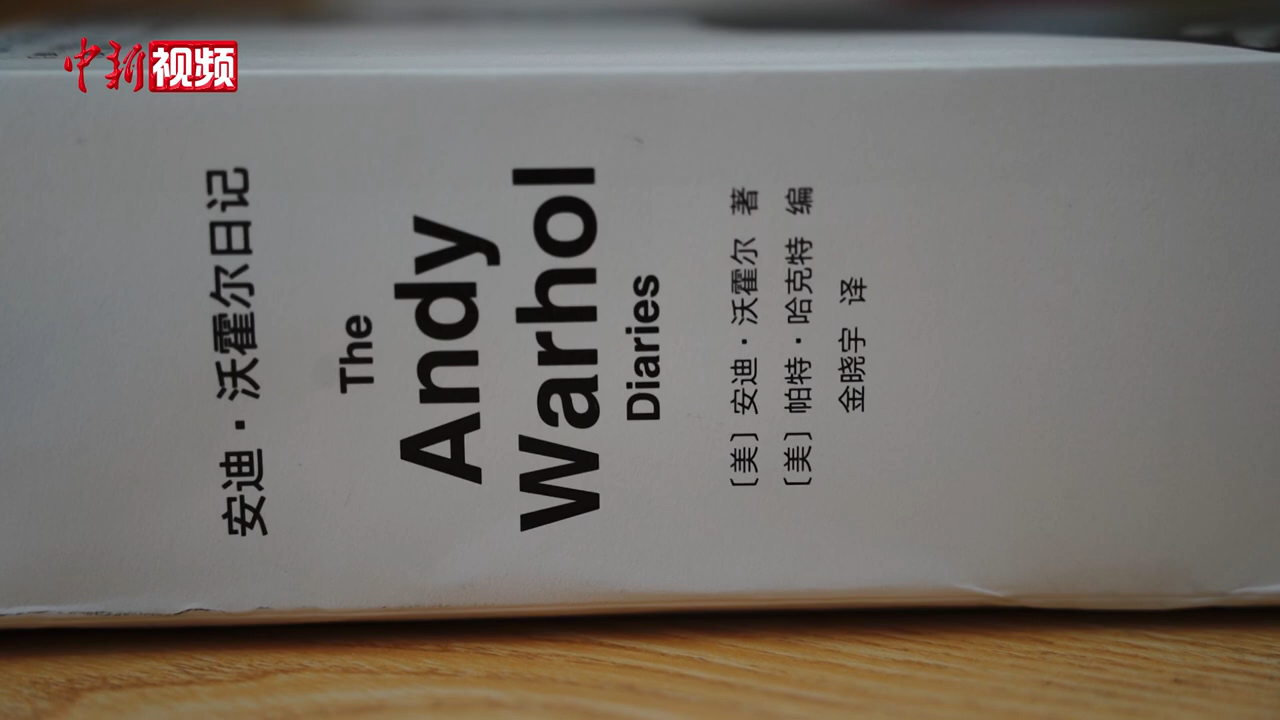 中新视频
安迪·沃霍尔日记
The
Andy
Warhol
Diaries
〔美〕安迪·沃霍尔 著
〔美〕帕特·哈克特 编
金晓宇 译